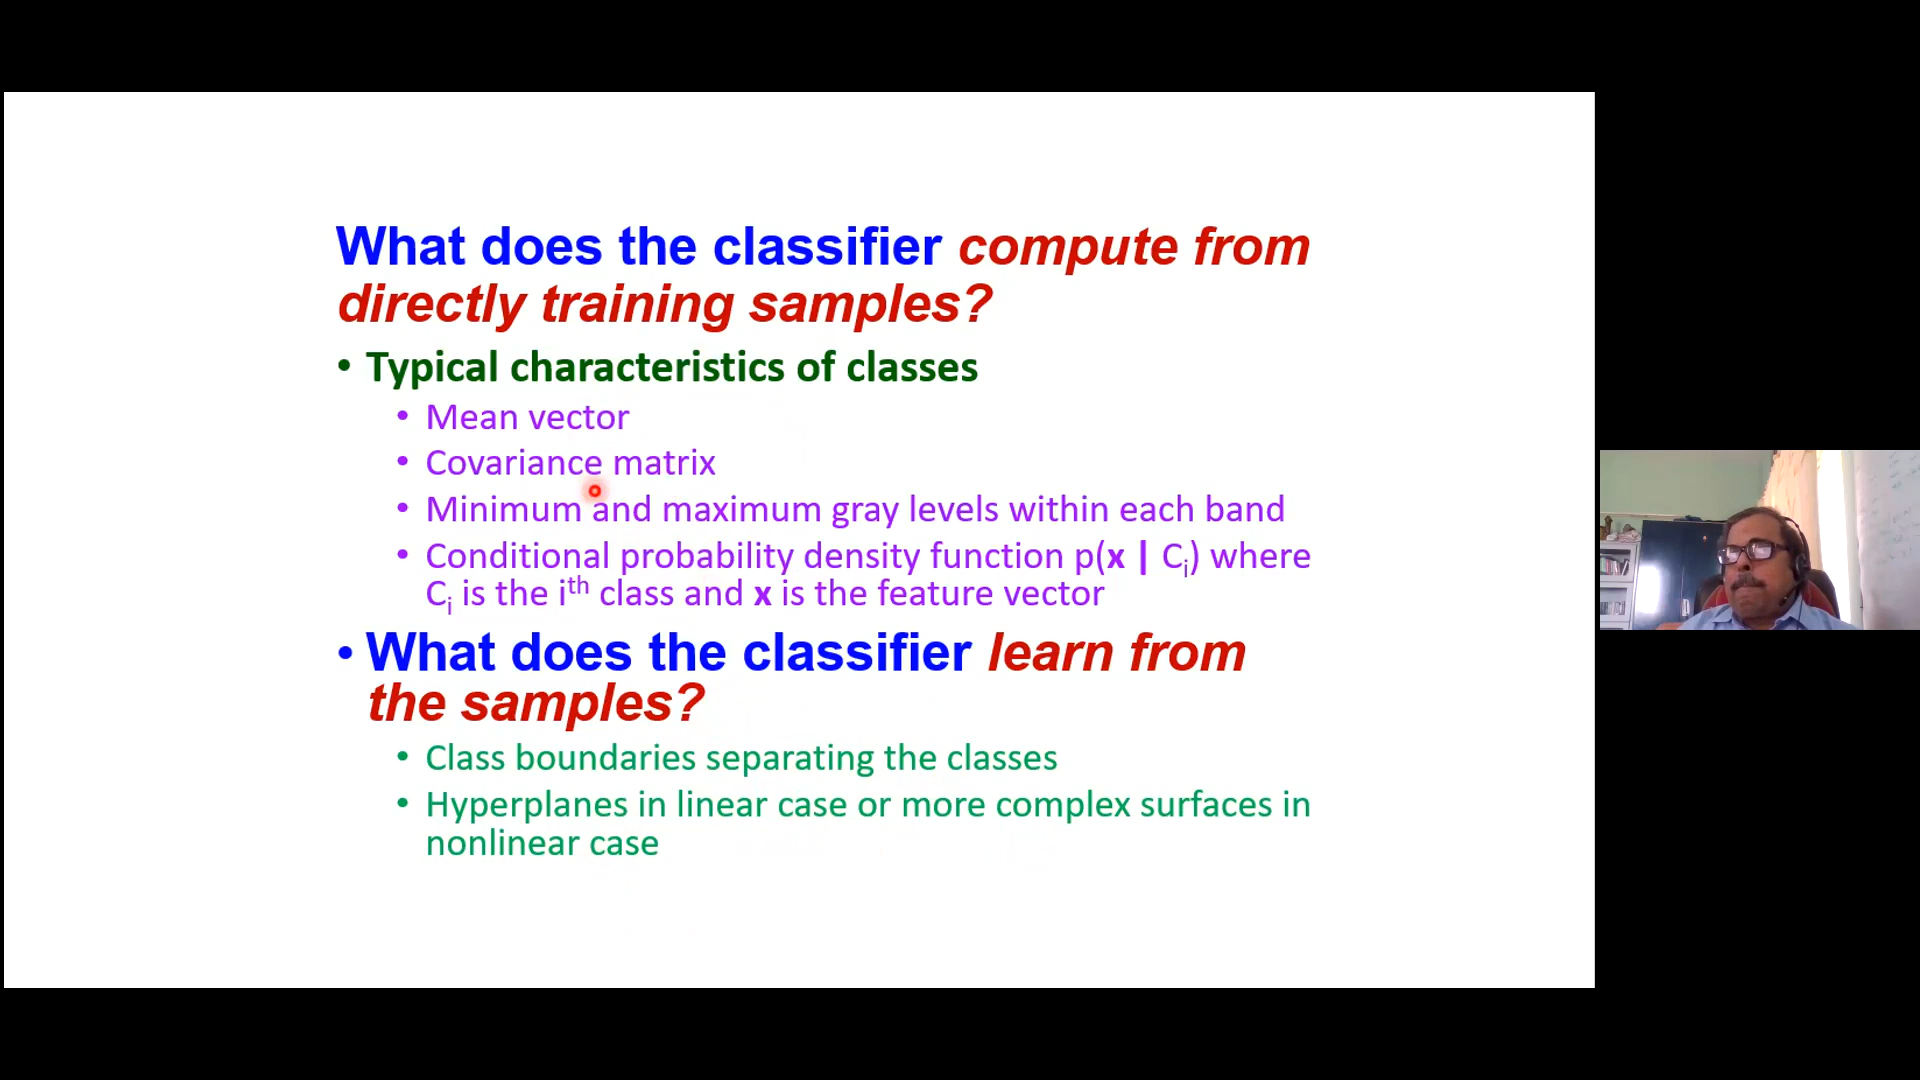 What does the classifier compute from
directly training samples?
• Typical characteristics of classes
• Mean vector
• Covariance matrix
• Minimum and maximum gray levels within each band
• Conditional probability density function p(x | Ci) where
Ci is the ith class and x is the feature vector
• What does the classifier learn from
the samples?
• Class boundaries separating the classes
• Hyperplanes in linear case or more complex surfaces in
nonlinear case